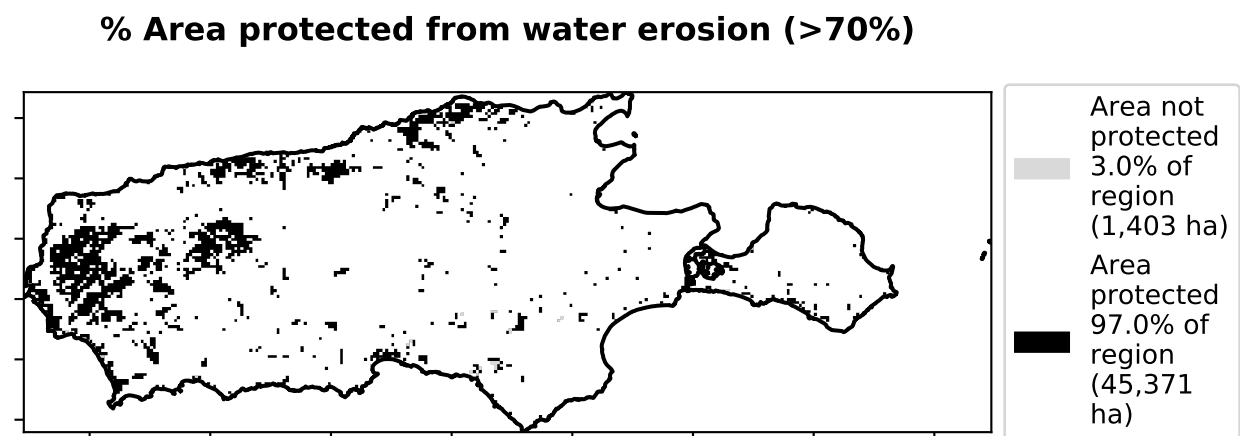 % Area protected from water erosion (>70%)
Area not
protected
3.0% of
region
(1,403 ha)
Area
protected
97.0% of
region
(45,371
ha)